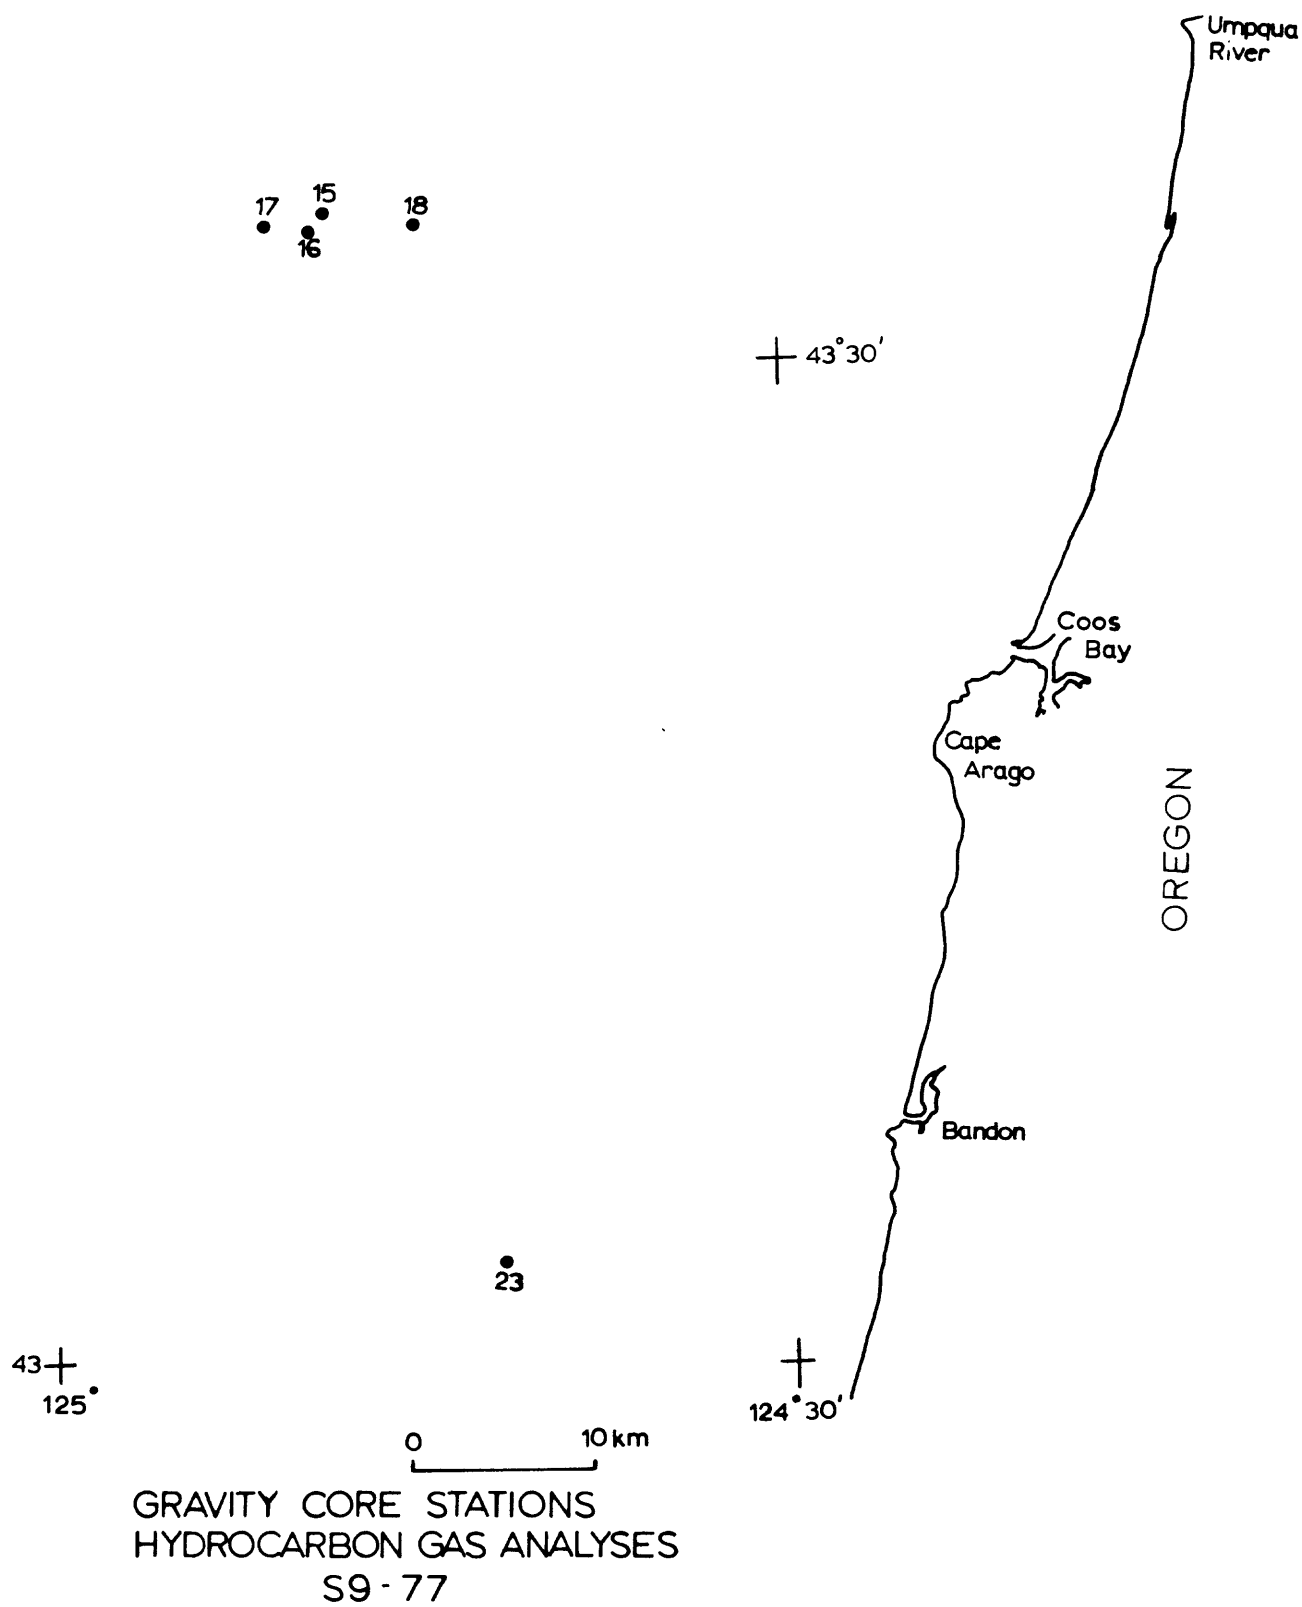 Umpqua
River
15
17
18
16
43°30'
Coos
Bay
Cape
Arago
OREGON
Bandon
23
43
125°
124°30'
0 10 km
GRAVITY CORE STATIONS
HYDROCARBON GAS ANALYSES
S9-77